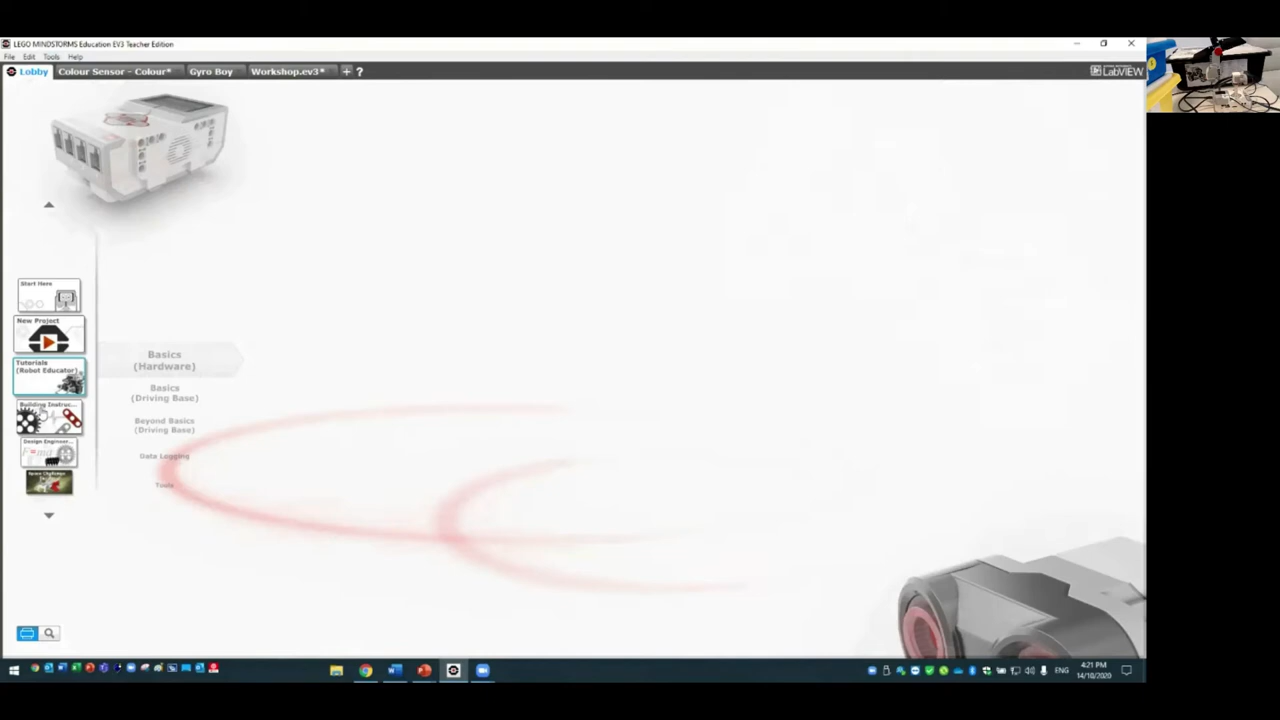 LEGO MINDSTORMS Education EV3 Teacher Edition
File Edit Tools Help
Lobby Colour Sensor - Colour* Gyro Boy Workshop.ev3* + ? LabVIEW
Start Here
New Project
Tutorials
(Robot Educator)
Building Instruc...
Design Engineer...
Space Challenge
Basics
(Hardware)
Basics
(Driving Base)
Beyond Basics
(Driving Base)
Data Logging
Tools
ENG
4:21 PM
14/10/2020